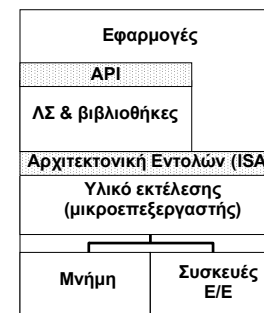 Εφαρμογές
API
ΛΣ & βιβλιοθήκες
Αρχιτεκτονική Εντολών (ISA
Υλικό εκτέλεσης
(μικροεπεξεργαστής)
Μνήμη
Συσκευές
Ε/Ε